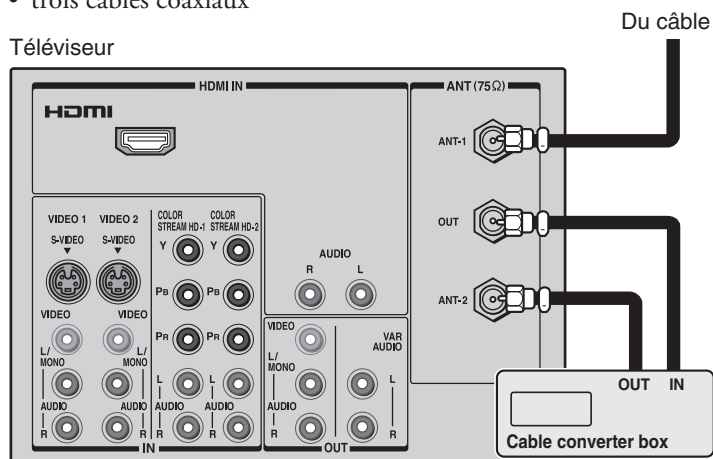 • trois câbles coaxiaux
Du câble
Téléviseur
HDMI IN
ANT (75Ω)
HDMI
ANT-1
VIDEO 1 VIDEO 2
S-VIDEO S-VIDEO
COLOR STREAM HD-1
COLOR STREAM HD-2
Y Y
OUT
AUDIO
R L
PB PB
ANT-2
VIDEO VIDEO
PR PR
VIDEO
VAR AUDIO
L/ MONO
L/ MONO
L L
L/ MONO
L
OUT IN
AUDIO AUDIO AUDIO AUDIO
AUDIO
R R R R
R R
IN
OUT
Cable converter box